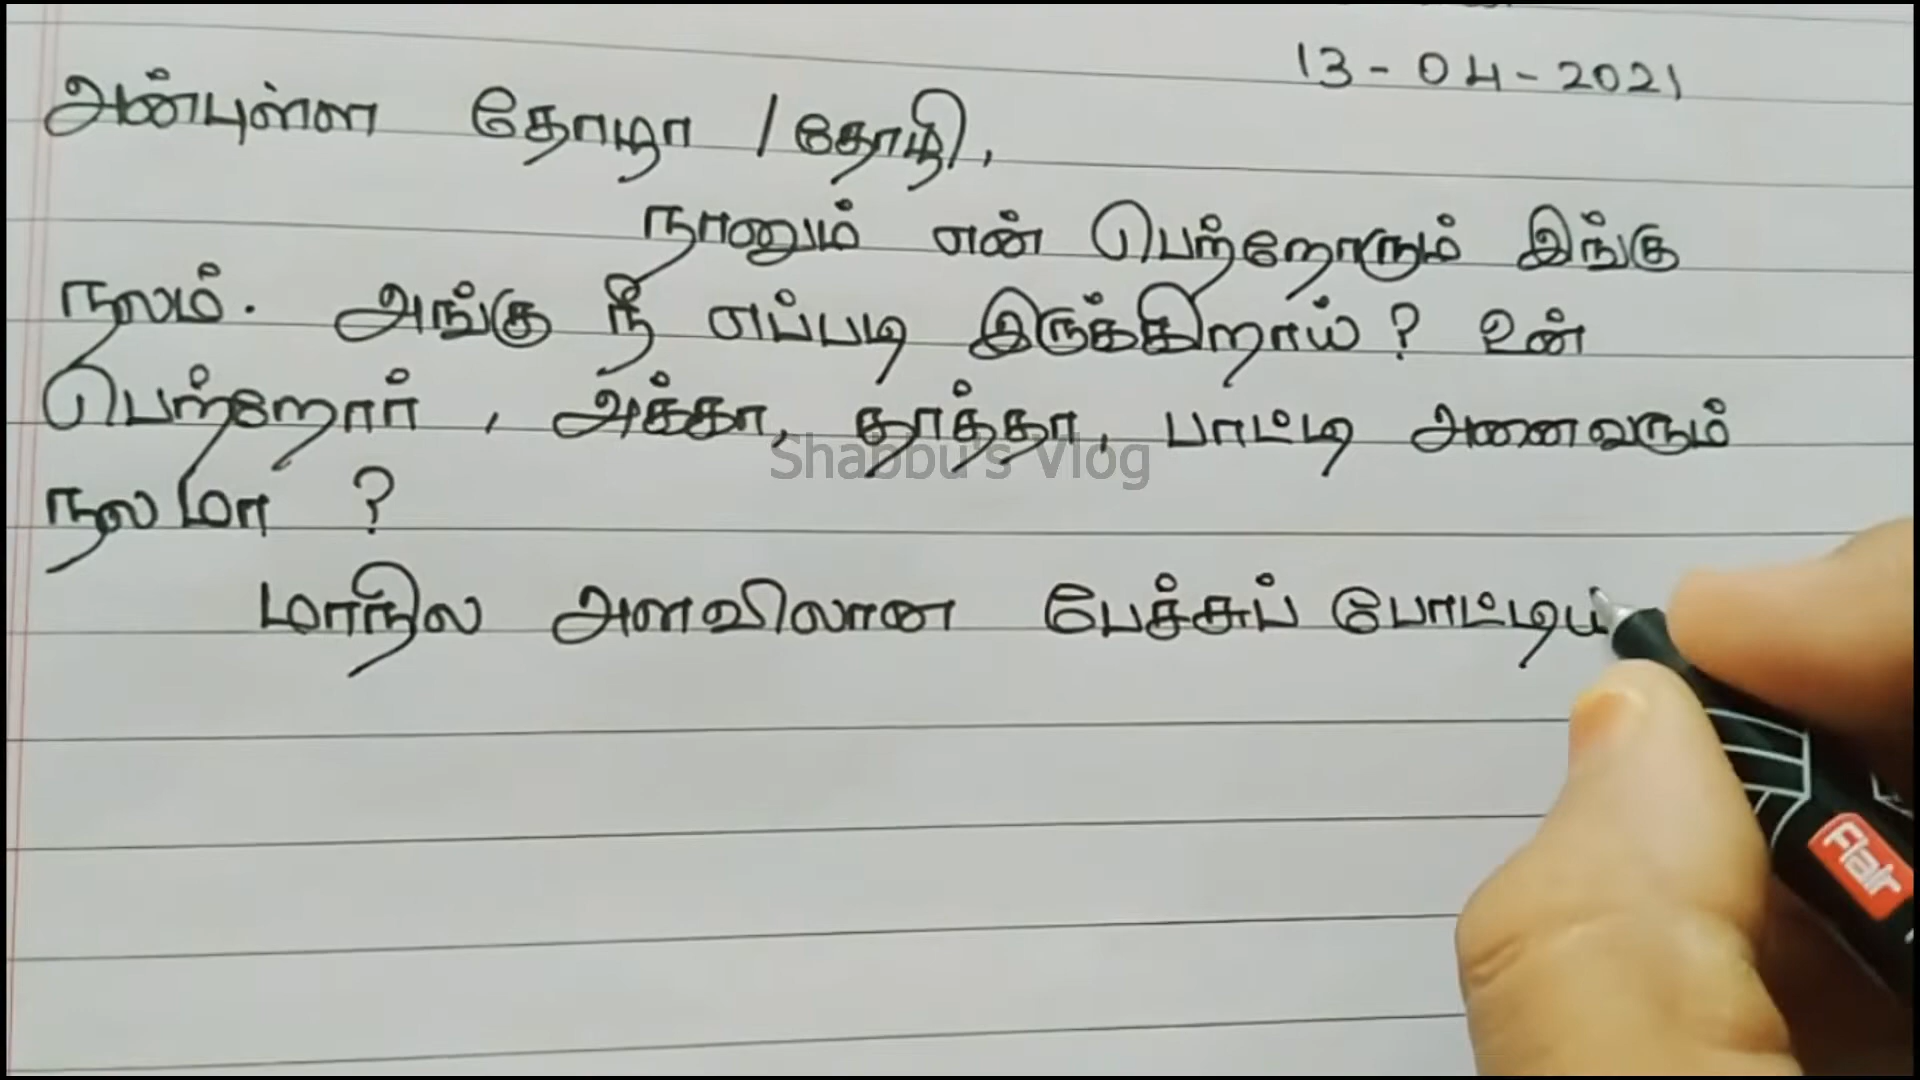 13-04-2021
அன்புள்ள தோழா / தோழி,
நானும் என் பெற்றோரும் இங்கு
நலம். அங்கு நீ எப்படி இருக்கிறாய்? உன்
பெற்றோர், அக்கா, தாத்தா, பாட்டி அனைவரும்
Shabbu's Vlog
நலமா ?
மாநில அளவிலான பேச்சுப் போட்டிய
Flair